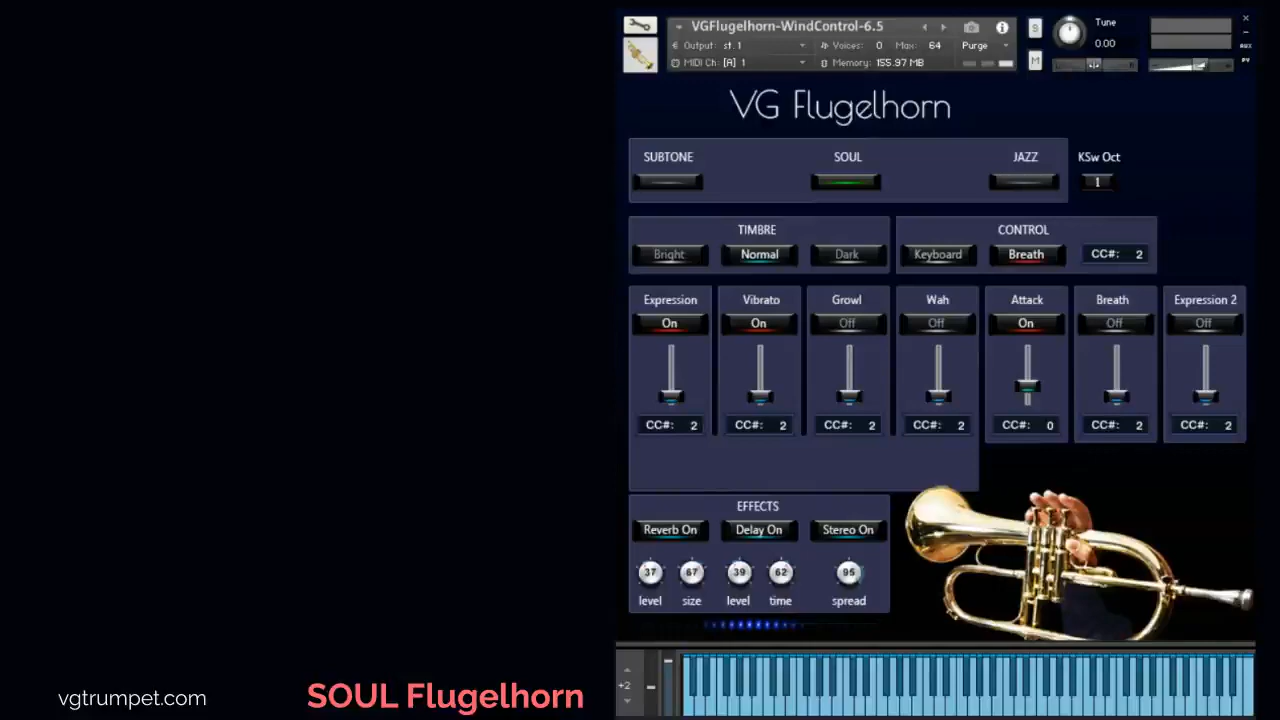 VGFlugelhorn-WindControl-6.5
Output: st. 1
Voices: 0 Max: 64
Purge
MIDI Ch: [A] 1
Memory: 155.97 MB
S
M
Tune
0.00
L R
AUX
PV
VG Flugelhorn
SUBTONE SOUL JAZZ KSw Oct
1
TIMBRE CONTROL
Bright Normal Dark Keyboard Breath CC#: 2
Expression Vibrato Growl Wah Attack Breath Expression 2
On On Off Off On Off Off
CC#: 2 CC#: 2 CC#: 2 CC#: 2 CC#: 0 CC#: 2 CC#: 2
EFFECTS
Reverb On Delay On Stereo On
37 67 39 62 95
level size level time spread
+2
vgtrumpet.com
SOUL Flugelhorn